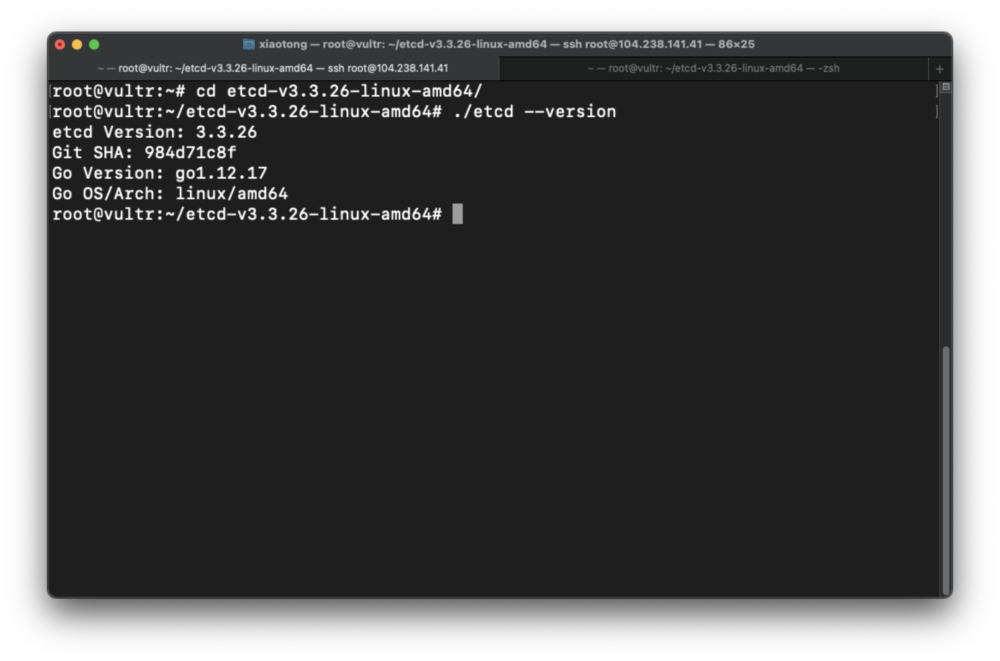 xiaotong — root@vultr: ~/etcd-v3.3.26-linux-amd64 — ssh root@104.238.141.41 — 86×25
~ — root@vultr: ~/etcd-v3.3.26-linux-amd64 — ssh root@104.238.141.41
~ — root@vultr: ~/etcd-v3.3.26-linux-amd64 — -zsh
+
[root@vultr:~# cd etcd-v3.3.26-linux-amd64/ ]
[root@vultr:~/etcd-v3.3.26-linux-amd64# ./etcd --version ]
etcd Version: 3.3.26
Git SHA: 984d71c8f
Go Version: go1.12.17
Go OS/Arch: linux/amd64
root@vultr:~/etcd-v3.3.26-linux-amd64#